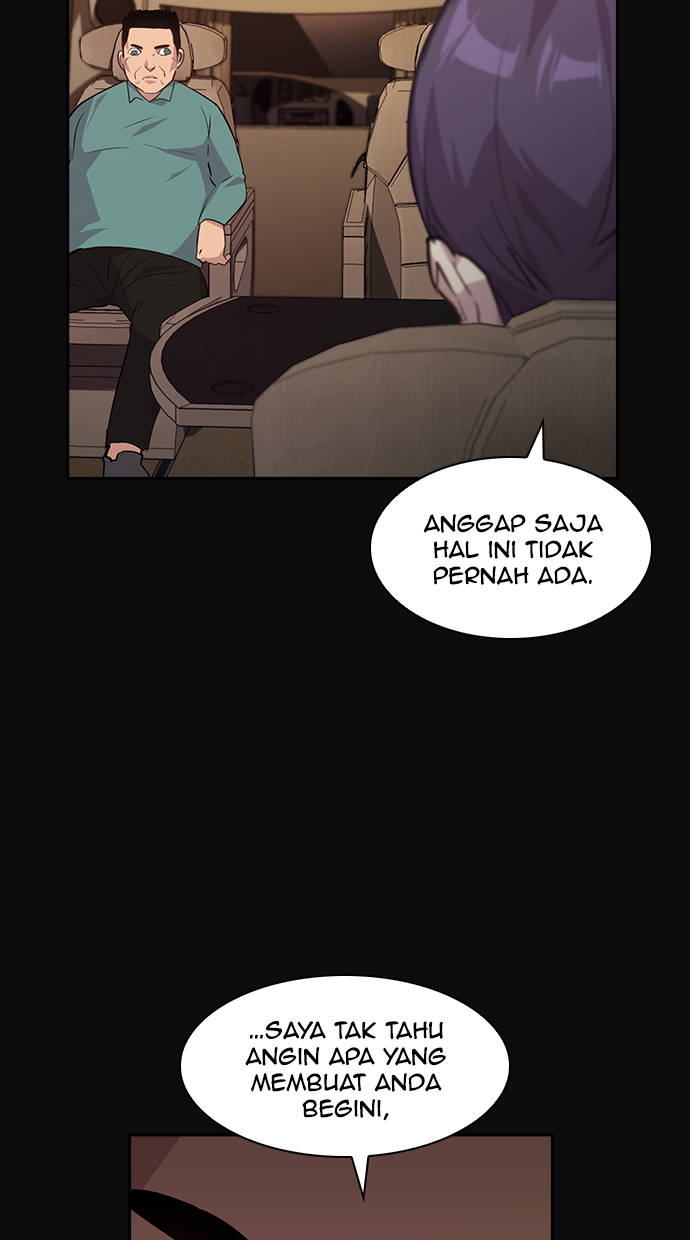 ANGGAP SAJA
HAL INI TIDAK
PERNAH ADA.
...SAYA TAK TAHU
ANGIN APA YANG
MEMBUAT ANDA
BEGINI,